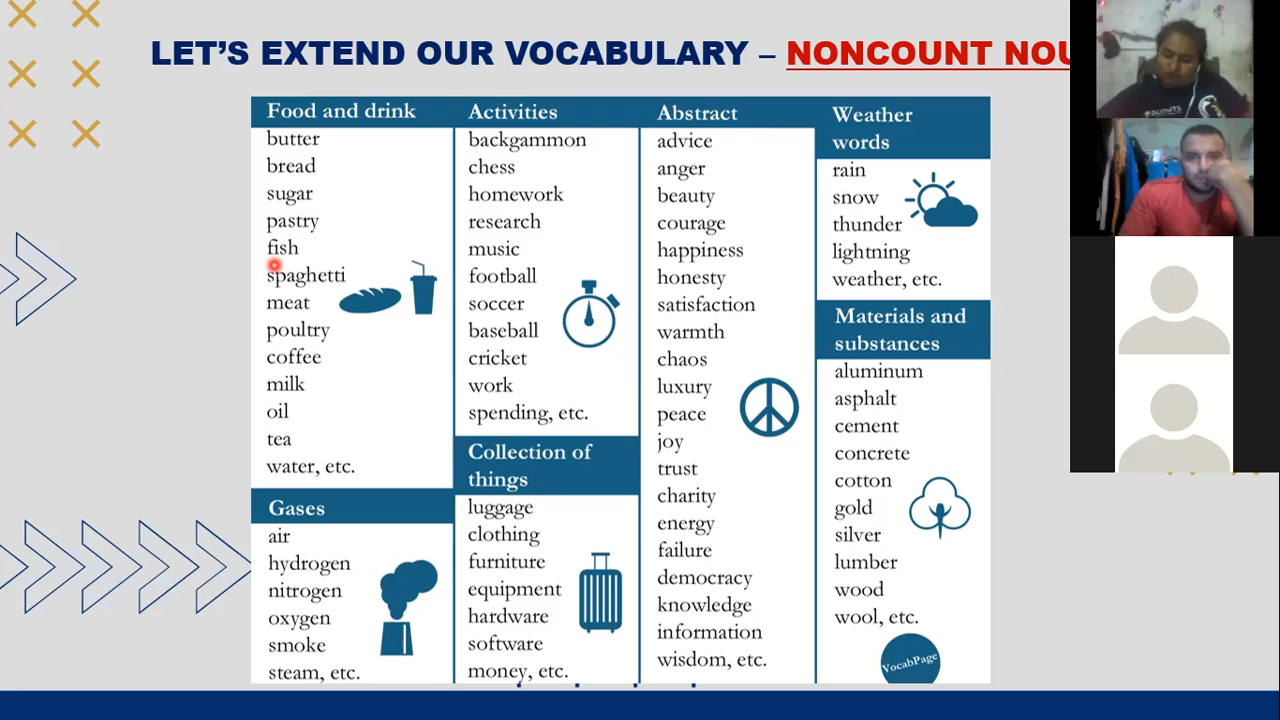 LET'S EXTEND OUR VOCABULARY – NONCOUNT NOU
Food and drink
butter
bread
sugar
pastry
fish
spaghetti
meat
poultry
coffee
milk
oil
tea
water, etc.
Gases
air
hydrogen
nitrogen
oxygen
smoke
steam, etc.
Activities
backgammon
chess
homework
research
music
football
soccer
baseball
cricket
work
spending, etc.
Collection of
things
luggage
clothing
furniture
equipment
hardware
software
money, etc.
Abstract
advice
anger
beauty
courage
happiness
honesty
satisfaction
warmth
chaos
luxury
peace
joy
trust
charity
energy
failure
democracy
knowledge
information
wisdom, etc.
Weather
words
rain
snow
thunder
lightning
weather, etc.
Materials and
substances
aluminum
asphalt
cement
concrete
cotton
gold
silver
lumber
wood
wool, etc.
VocabPage